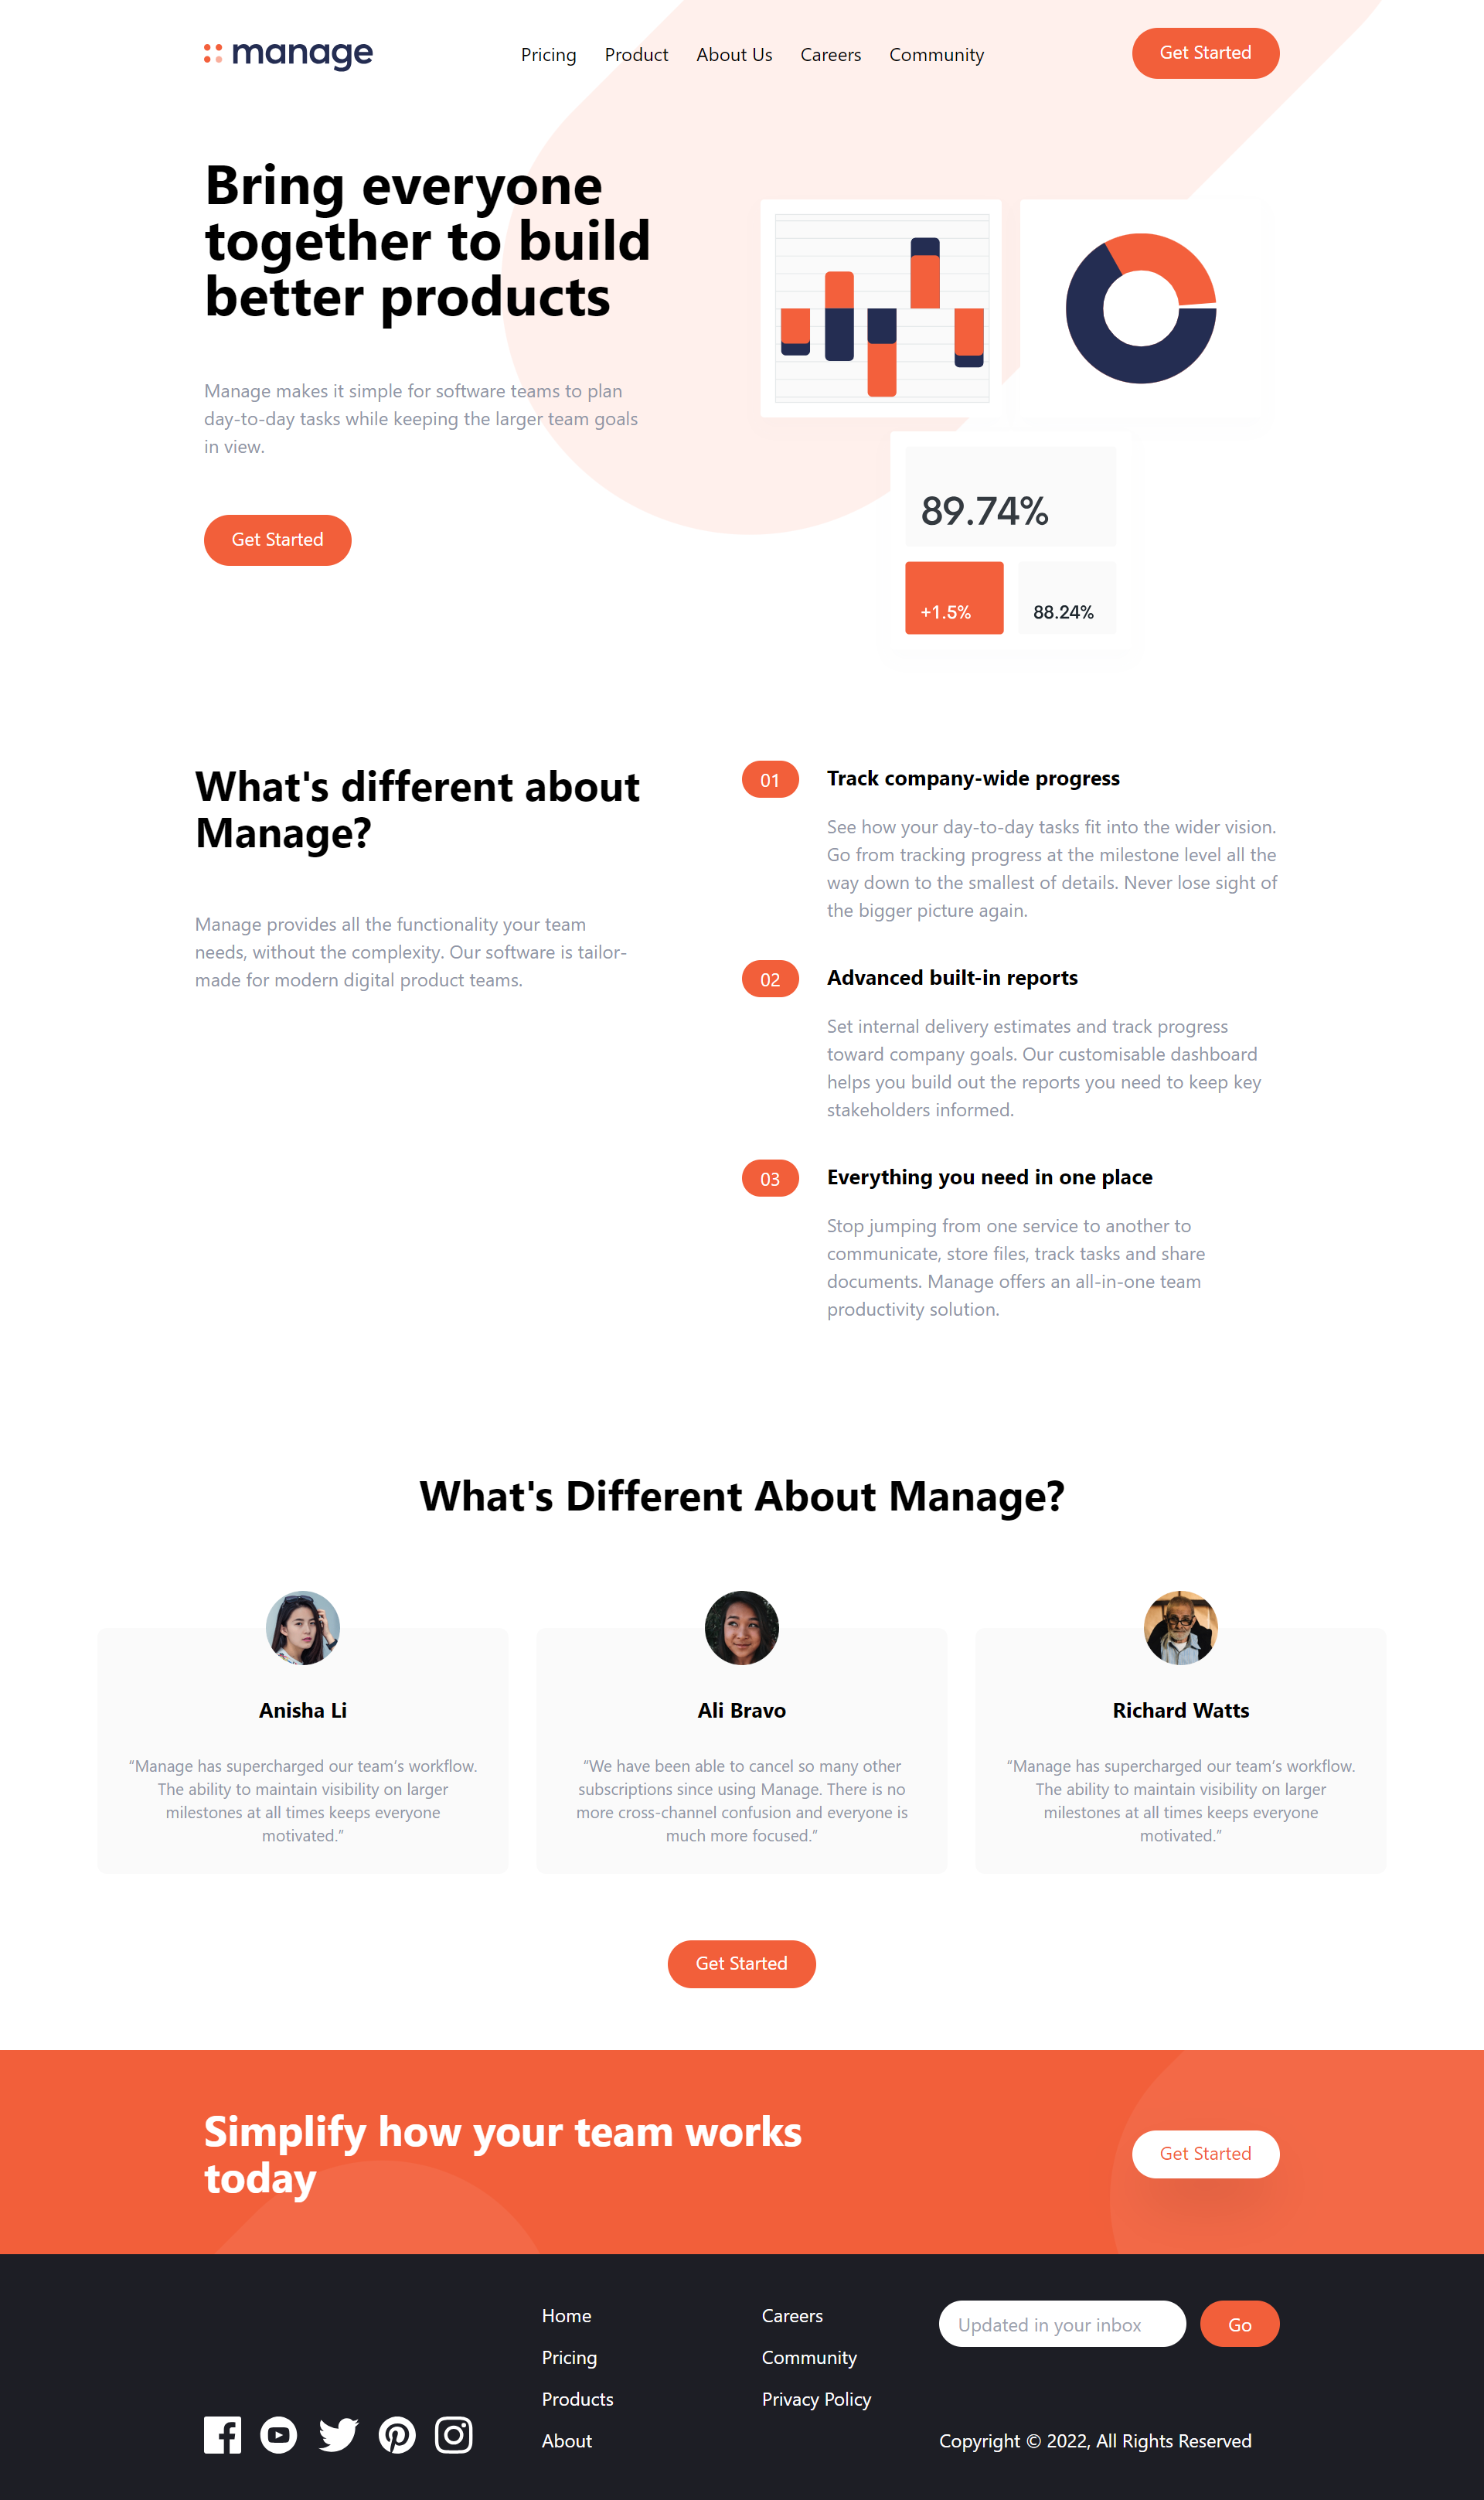 manage
Pricing Product About Us Careers Community
Get Started
Bring everyone
together to build
better products
Manage makes it simple for software teams to plan
day-to-day tasks while keeping the larger team goals
in view.
Get Started
89.74%
+1.5%
88.24%
What's different about
Manage?
Manage provides all the functionality your team
needs, without the complexity. Our software is tailor-
made for modern digital product teams.
01
Track company-wide progress
See how your day-to-day tasks fit into the wider vision.
Go from tracking progress at the milestone level all the
way down to the smallest of details. Never lose sight of
the bigger picture again.
02
Advanced built-in reports
Set internal delivery estimates and track progress
toward company goals. Our customisable dashboard
helps you build out the reports you need to keep key
stakeholders informed.
03
Everything you need in one place
Stop jumping from one service to another to
communicate, store files, track tasks and share
documents. Manage offers an all-in-one team
productivity solution.
What's Different About Manage?
Anisha Li
“Manage has supercharged our team’s workflow.
The ability to maintain visibility on larger
milestones at all times keeps everyone
motivated.”
Ali Bravo
“We have been able to cancel so many other
subscriptions since using Manage. There is no
more cross-channel confusion and everyone is
much more focused.”
Richard Watts
“Manage has supercharged our team’s workflow.
The ability to maintain visibility on larger
milestones at all times keeps everyone
motivated.”
Get Started
Simplify how your team works
today
Get Started
Home
Pricing
Products
About
Careers
Community
Privacy Policy
Updated in your inbox
Go
Copyright © 2022, All Rights Reserved